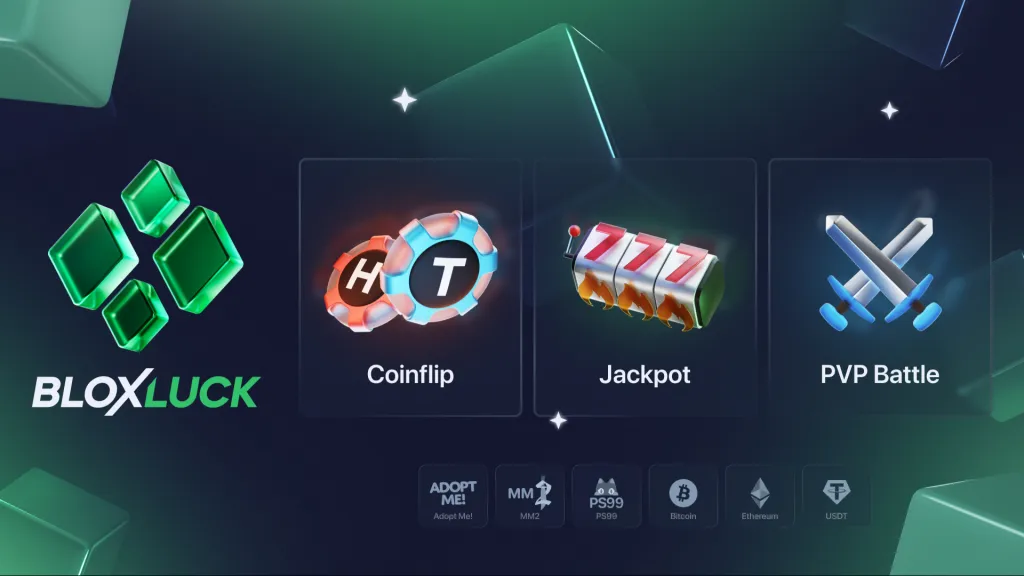 BLOXLUCK
H T
777
Coinflip
Jackpot
PVP Battle
ADOPT
ME!
Adopt Me!
MM2
MM2
PS99
PS99
Bitcoin
Ethereum
USDT